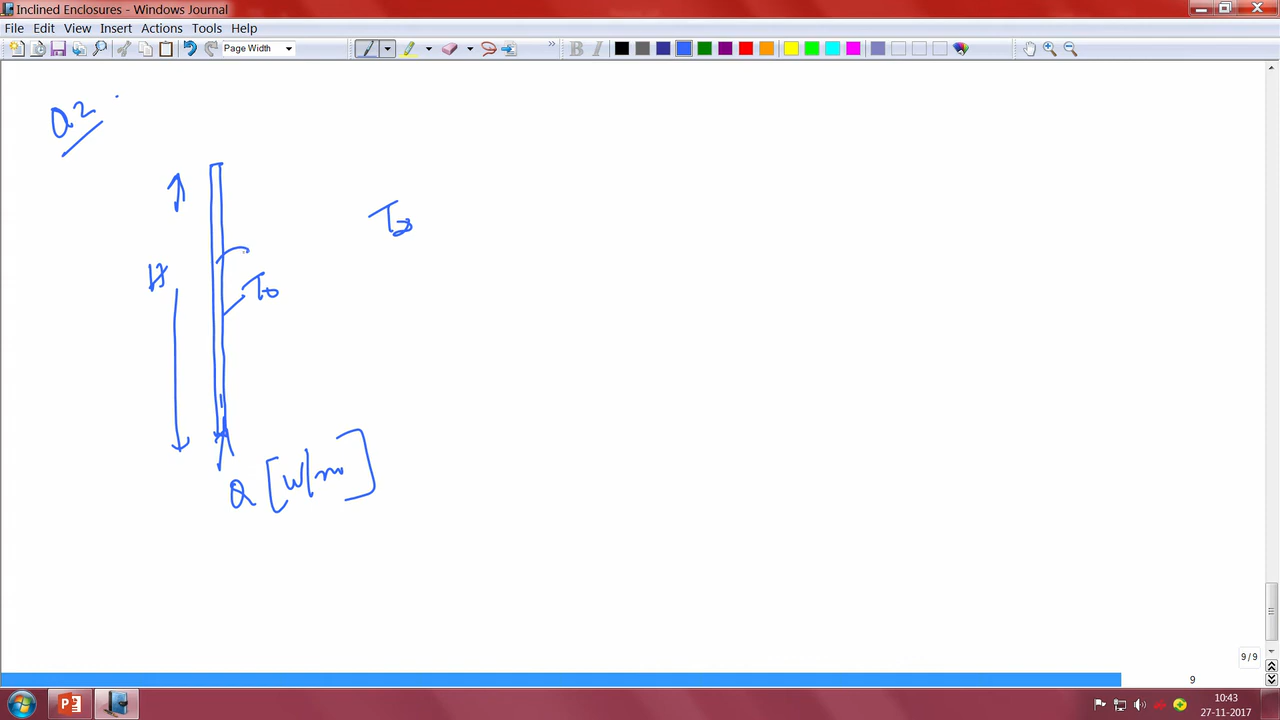 Inclined Enclosures - Windows Journal
File Edit View Insert Actions Tools Help
Page Width
Q.2
T∞
H
T₀
Q [W/m]
9 / 9
9
10:43
27-11-2017